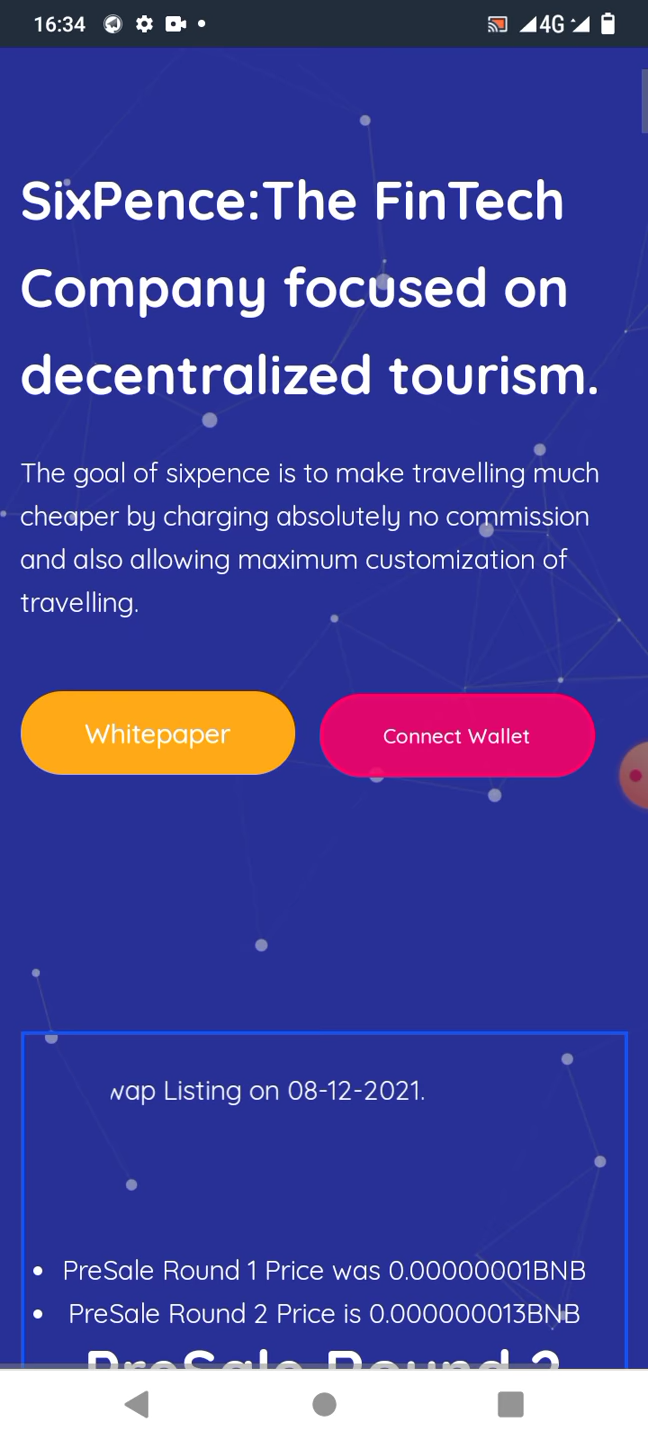 16:34
4G
SixPence:The FinTech
Company focused on
decentralized tourism.
The goal of sixpence is to make travelling much
cheaper by charging absolutely no commission
and also allowing maximum customization of
travelling.
Whitepaper
Connect Wallet
Listing on 08-12-2021.
PreSale Round 1 Price was 0.00000001BNB
PreSale Round 2 Price is 0.000000013BNB
PreSale Round